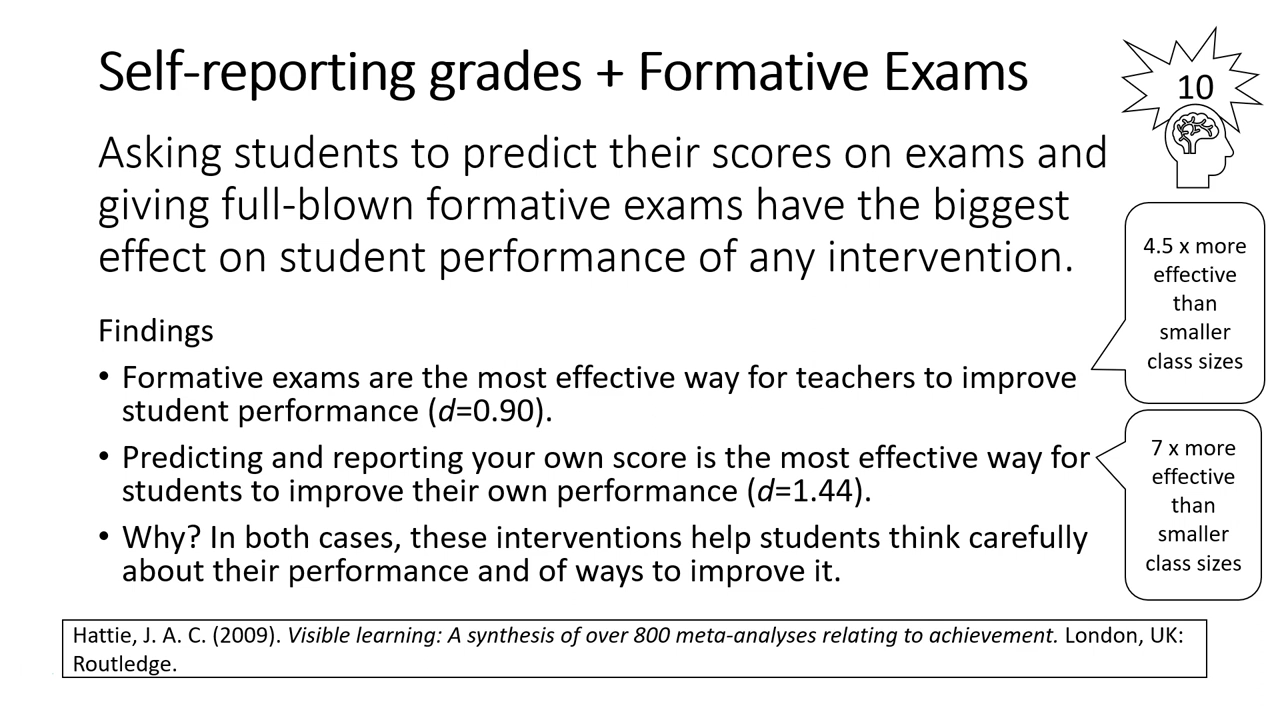 Self-reporting grades + Formative Exams
10
Asking students to predict their scores on exams and
giving full-blown formative exams have the biggest
effect on student performance of any intervention.
4.5 x more
effective
than
smaller
class sizes
Findings
• Formative exams are the most effective way for teachers to improve
student performance (d=0.90).
• Predicting and reporting your own score is the most effective way for
students to improve their own performance (d=1.44).
• Why? In both cases, these interventions help students think carefully
about their performance and of ways to improve it.
7 x more
effective
than
smaller
class sizes
Hattie, J. A. C. (2009). Visible learning: A synthesis of over 800 meta-analyses relating to achievement. London, UK:
Routledge.